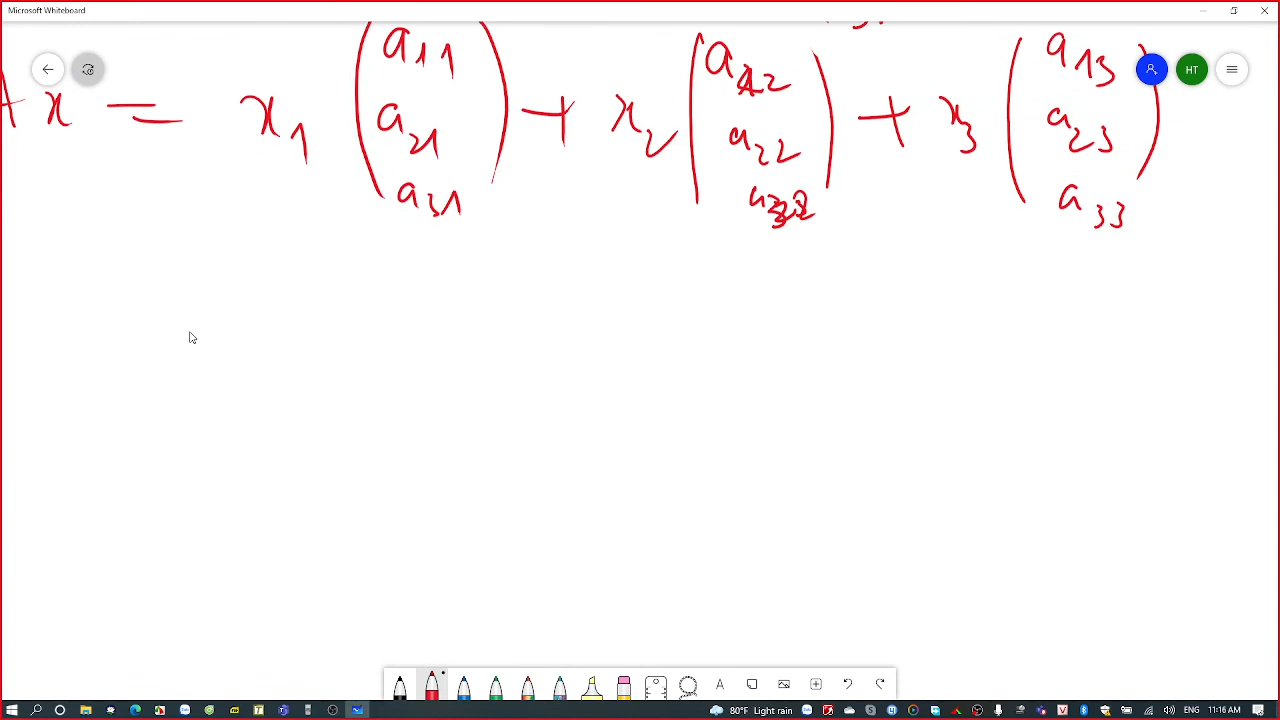 Microsoft Whiteboard
HT
x = x1 ( a11 a21 a31 ) + x2 ( a12 a22 a32 ) + x3 ( a13 a23 a33 )
80°F Light rain
ENG
11:16 AM